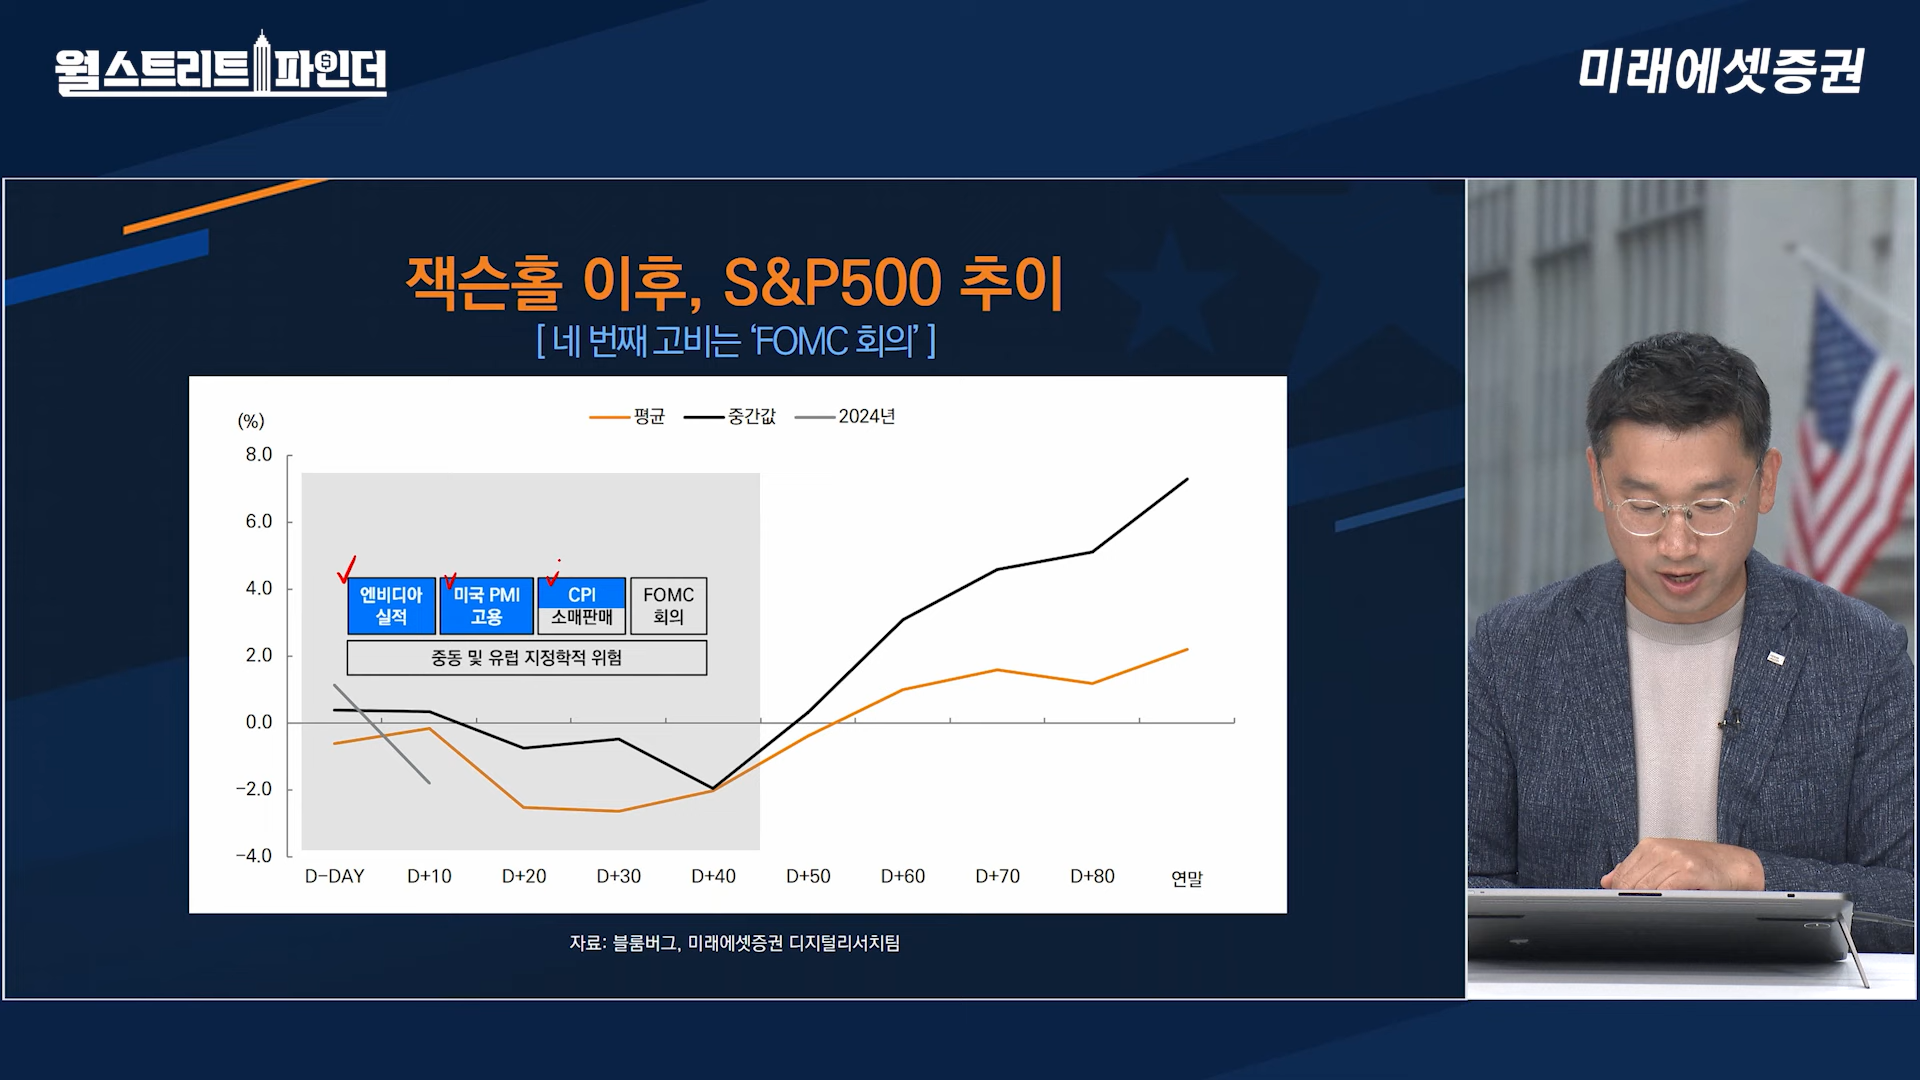 월스트리트파인더
미래에셋증권
잭슨홀 이후, S&P500 추이
[ 네 번째 고비는 ‘FOMC 회의’ ]
(%)
평균 중간값 2024년
8.0
6.0
4.0
2.0
0.0
-2.0
-4.0
엔비디아
실적
미국 PMI
고용
CPI
소매판매
FOMC
회의
중동 및 유럽 지정학적 위험
D-DAY D+10 D+20 D+30 D+40 D+50 D+60 D+70 D+80 연말
자료: 블룸버그, 미래에셋증권 디지털리서치팀